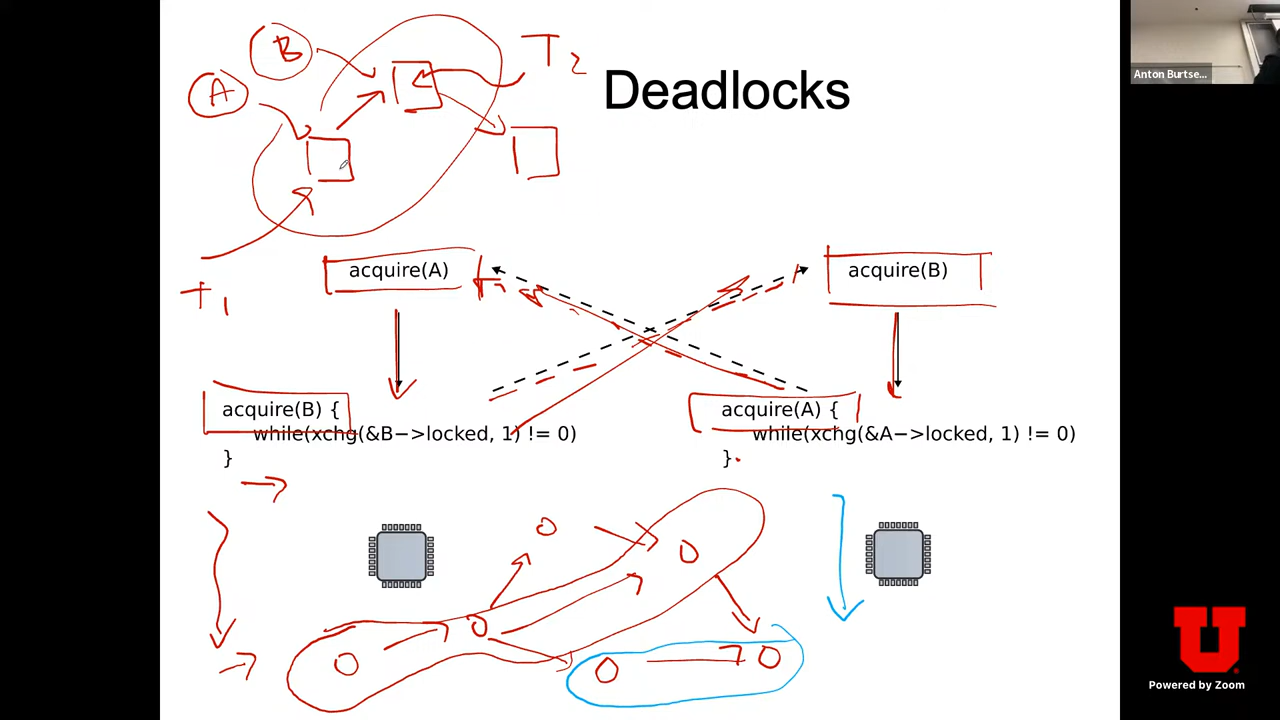 B
A
T2
Deadlocks
Anton Burtse...
T1
acquire(A)
acquire(B)
acquire(B) {
while(xchg(&B->locked, 1) != 0)
}
acquire(A) {
while(xchg(&A->locked, 1) != 0)
}
U
Powered by Zoom